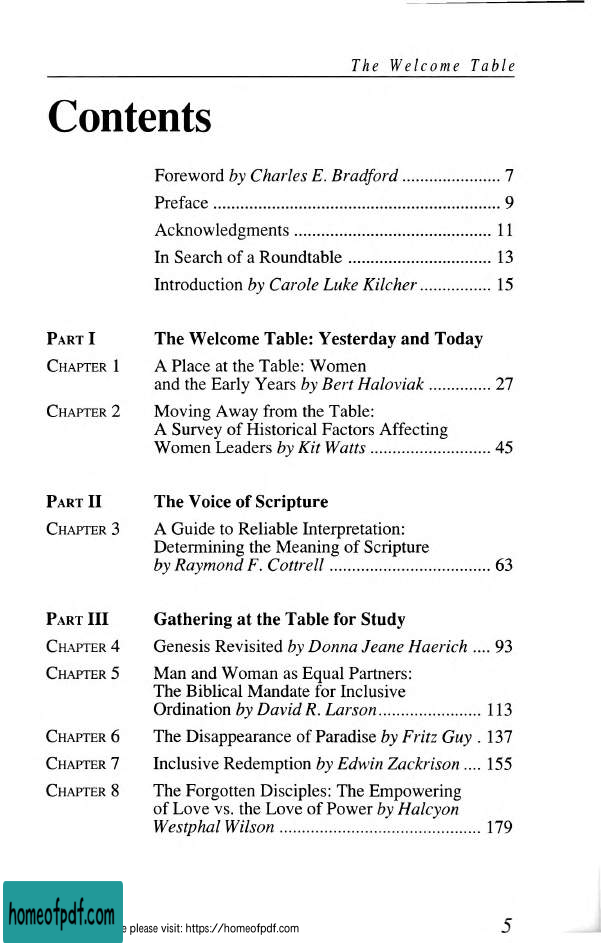 The Welcome Table
Contents
Foreword by Charles E. Bradford ...................... 7
Preface ................................................................ 9
Acknowledgments ............................................ 11
In Search of a Roundtable ................................ 13
Introduction by Carole Luke Kilcher ................ 15
PART I The Welcome Table: Yesterday and Today
CHAPTER 1 A Place at the Table: Women
and the Early Years by Bert Haloviak .............. 27
CHAPTER 2 Moving Away from the Table:
A Survey of Historical Factors Affecting
Women Leaders by Kit Watts ........................... 45
PART II The Voice of Scripture
CHAPTER 3 A Guide to Reliable Interpretation:
Determining the Meaning of Scripture
by Raymond F. Cottrell .................................... 63
PART III Gathering at the Table for Study
CHAPTER 4 Genesis Revisited by Donna Jeane Haerich .... 93
CHAPTER 5 Man and Woman as Equal Partners:
The Biblical Mandate for Inclusive
Ordination by David R. Larson....................... 113
CHAPTER 6 The Disappearance of Paradise by Fritz Guy . 137
CHAPTER 7 Inclusive Redemption by Edwin Zackrison .... 155
CHAPTER 8 The Forgotten Disciples: The Empowering
of Love vs. the Love of Power by Halcyon
Westphal Wilson ............................................. 179
homeofpdf.com
please visit: https://homeofpdf.com
5